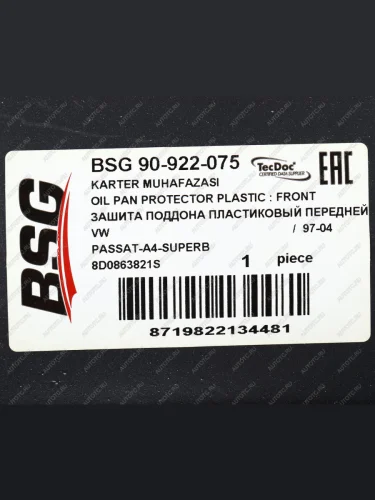 BSG
BSG 90-922-075
TecDoc
CERTIFIED DATA SUPPLIER
EAC
KARTER MUHAFAZASI
OIL PAN PROTECTOR PLASTIC : FRONT
ЗАШИТА ПОДДОНА ПЛАСТИКОВЫЙ ПЕРЕДНЕЙ
VW / 97-04
PASSAT-A4-SUPERB
8D0863821S 1 piece
8719822134481